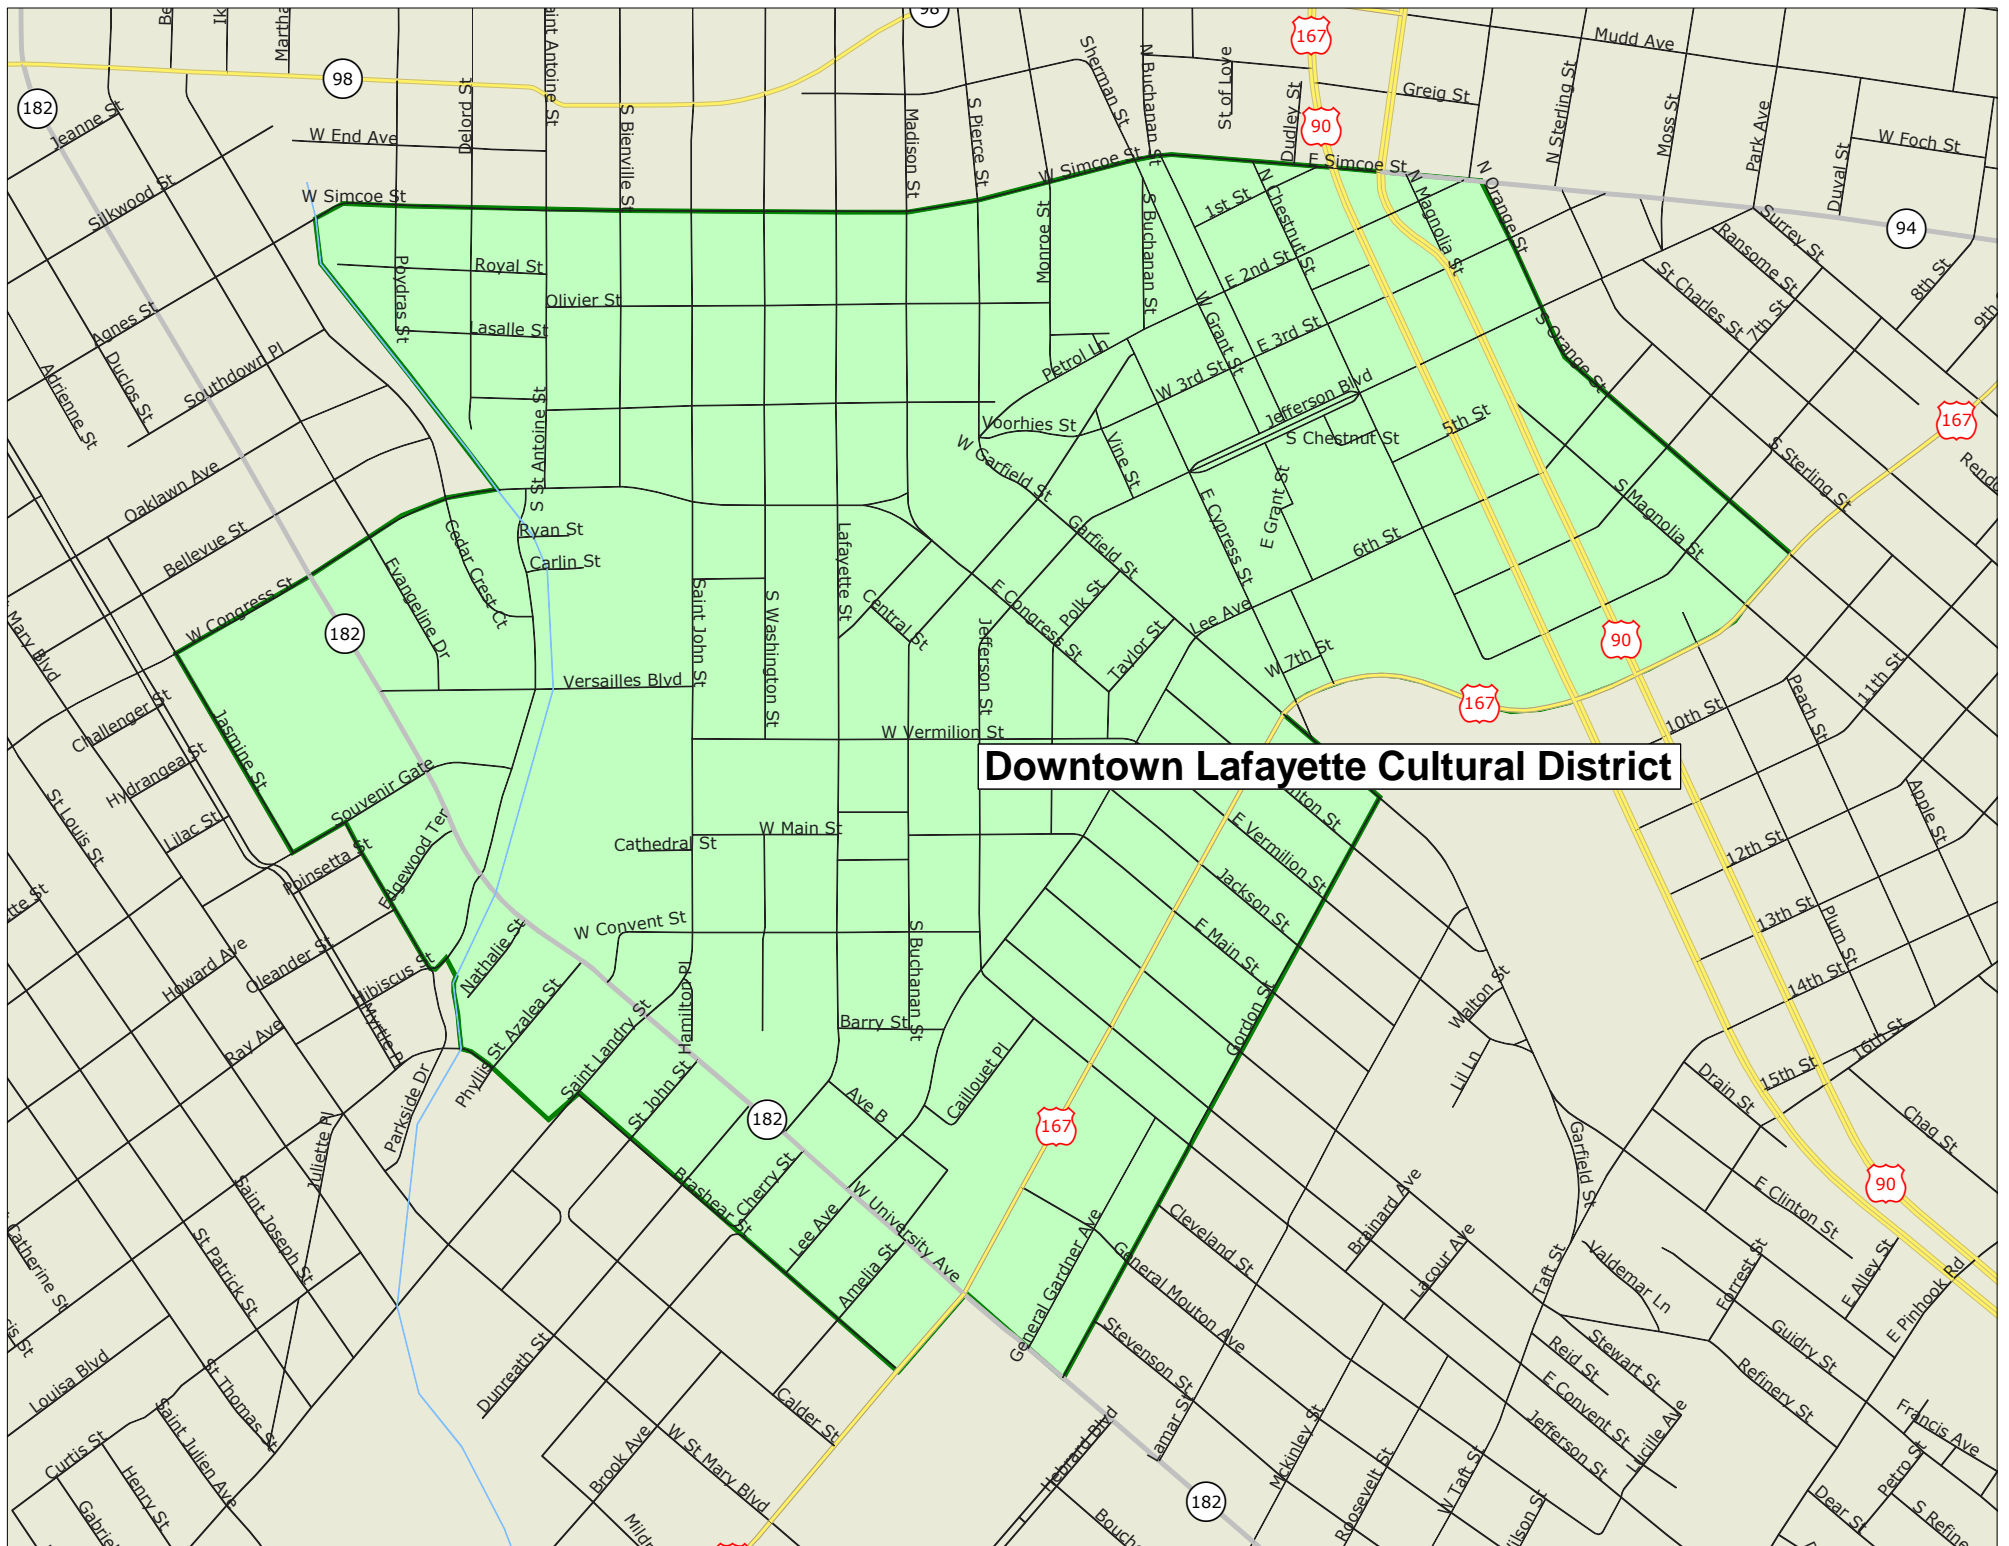 98
Martha
Saint Antoine St
Sherman St
N Buchanan St
St of Love
167
Mudd Ave
182
98
Jeanne St
Delord St
S Bienville St
Madison St
S Pierce St
Dudley St
Greig St
90
N Sterling St
Moss St
Park Ave
W End Ave
W Foch St
Duval St
Silkwood St
W Simcoe St
W Simcoe St
E Simcoe St
N Orange St
1st St
N Chestnut St
N Magnolia St
Surrey St
94
Ransome St
Royal St
Poydras St
Monroe St
S Buchanan St
E 2nd St
St Charles St
7th St
8th St
9th
Olivier St
Agnes St
Lasalle St
Duclos St
Southdown Pl
Adrienne St
Petrol Ln
W Grant St
E 3rd St
W 3rd St
S Orange St
Jefferson Blvd
S St Antoine St
Voorhies St
S Chestnut St
5th St
167
W Garfield St
Vine St
Oaklawn Ave
S Sterling St
Bellevue St
Ryan St
Carlin St
Cedar Crest Ct
Evangeline Dr
Lafayette St
Garfield St
E Cypress St
E Grant St
6th St
S Magnolia St
W Congress St
182
Saint John St
S Washington St
Central St
E Congress St
Polk St
Taylor St
Lee Ave
W 7th St
90
Jefferson St
Mary Blvd
Versailles Blvd
167
10th St
Peach St
11th St
Challenger St
Jasmine St
W Vermilion St
Downtown Lafayette Cultural District
Hydrangea St
Souvenir Gate
St Louis St
Lilac St
Edgewood Ter
Poinsetta St
Cathedral St
W Main St
E Vermilion St
Jackson St
E Main St
12th St
Apple St
13th St
Plum St
14th St
W Convent St
Howard Ave
Oleander St
Hibiscus St
Nathalie St
Ray Ave
Phyllis St
Azalea St
Saint Landry St
Hamilton Pl
S Buchanan St
Barry St
Gordon St
Walton St
Lil Ln
15th St
16th St
Drain St
Chag St
Parkside Dr
Juliette Pl
St John St
182
Ave B
Caillouet Pl
167
Garfield St
90
Brashear St
Cherry St
Lee Ave
Amelia St
W University Ave
General Gardner Ave
General Mouton Ave
Cleveland St
Brainard Ave
Lacour Ave
Taft St
Valdemar Ln
Forrest St
E Clinton St
E Alley St
E Pinhook Rd
Saint Joseph St
St Patrick St
Catherine St
Louisa Blvd
St Thomas St
Saint Julien Ave
Curtis St
Henry St
Dunreath St
Brook Ave
W St Mary Blvd
Calder St
Stevenson St
Lamar St
Hebrard Blvd
182
Mckinley St
Roosevelt St
W Taft St
Reid St
Stewart St
E Convent St
Jefferson St
Lucille Ave
Guidry St
Refinery St
Francis Ave
Petro St
Dear St